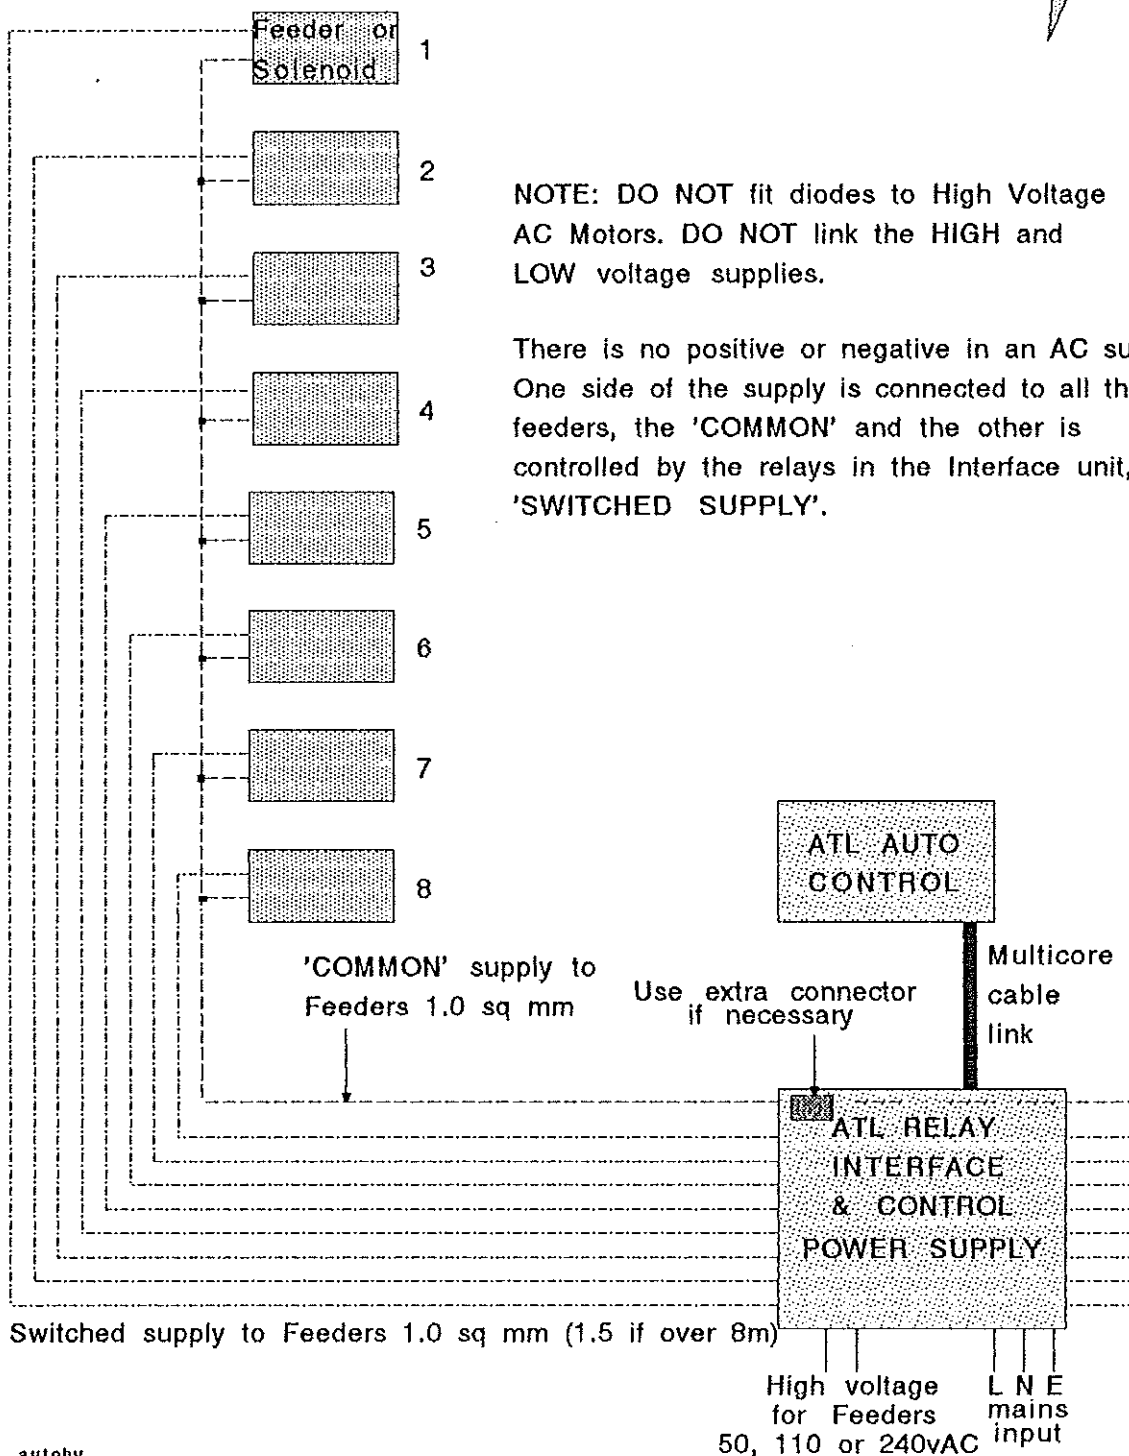 Feeder or
Solenoid
1
2
3
4
5
6
7
8
NOTE: DO NOT fit diodes to High Voltage
AC Motors. DO NOT link the HIGH and
LOW voltage supplies.
There is no positive or negative in an AC su
One side of the supply is connected to all th
feeders, the 'COMMON' and the other is
controlled by the relays in the Interface unit,
'SWITCHED SUPPLY'.
ATL AUTO
CONTROL
Multicore
cable
link
'COMMON' supply to
Feeders 1.0 sq mm
Use extra connector
if necessary
ATL RELAY
INTERFACE
& CONTROL
POWER SUPPLY
Switched supply to Feeders 1.0 sq mm (1.5 if over 8m)
High voltage
for Feeders
50, 110 or 240vAC
L N E
mains
input
autohv